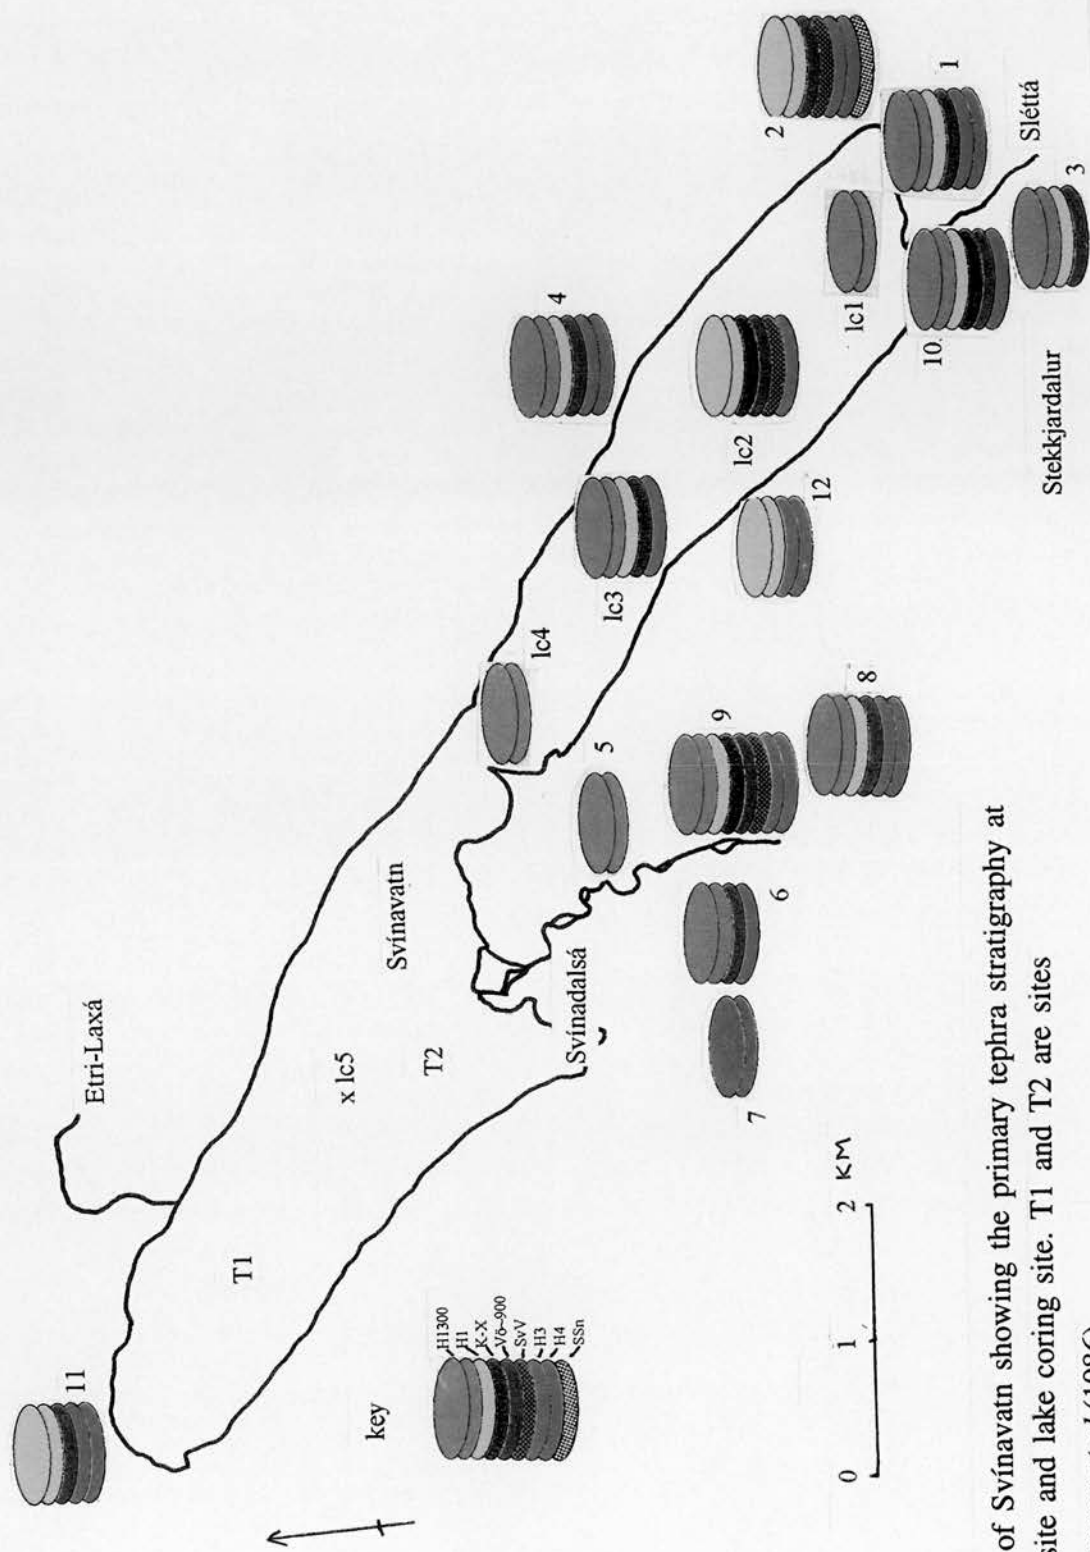 Etri-Laxá
11
T1
x lc5
T2
Svínavatn
lc4
4
2
1
lc1
lc3
lc2
12
10.
3
Sléttá
Stekkjardalur
Svínadalsá
5
9
8
6
7
key
H1300
H1
K-X
Vö~900
SvV
H3
H4
SSn
0 1 2 KM
of Svínavatn showing the primary tephra stratigraphy at
site and lake coring site. T1 and T2 are sites
(1986)